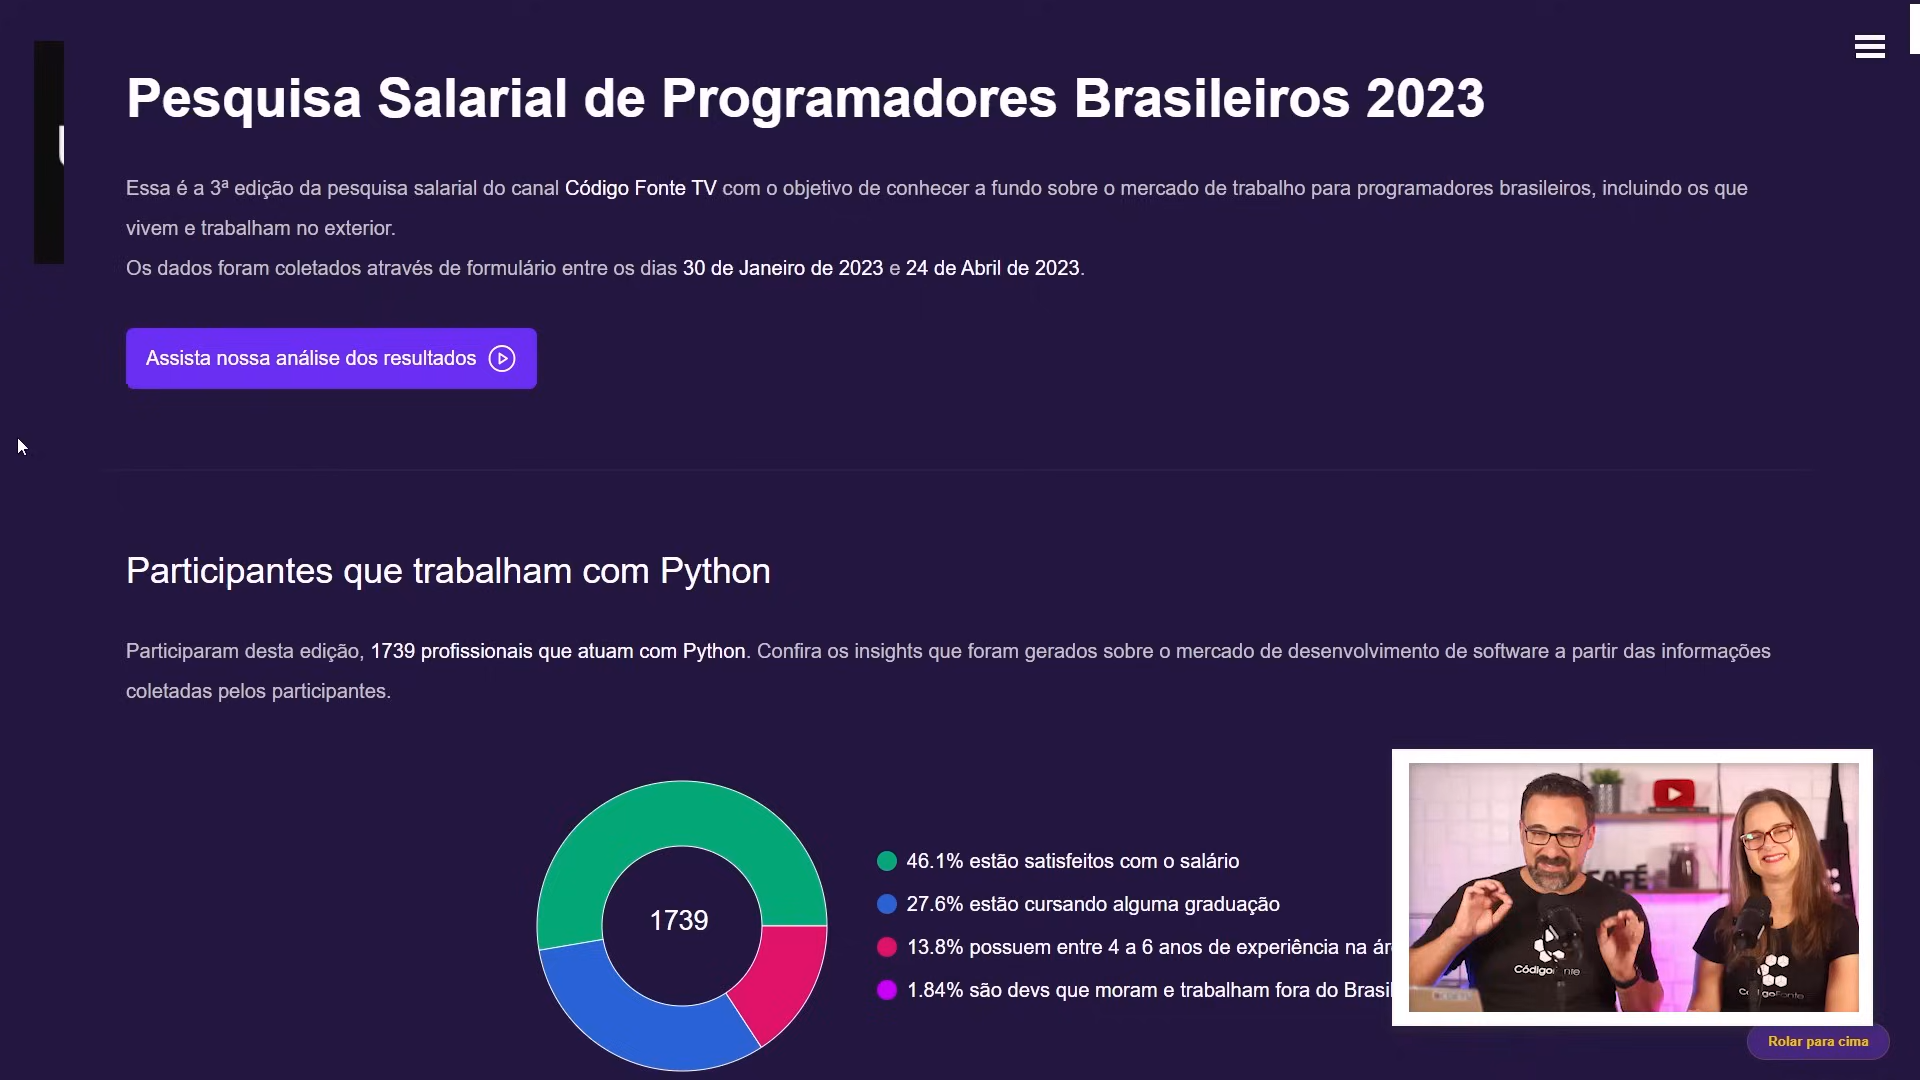 Pesquisa Salarial de Programadores Brasileiros 2023
Essa é a 3ª edição da pesquisa salarial do canal Código Fonte TV com o objetivo de conhecer a fundo sobre o mercado de trabalho para programadores brasileiros, incluindo os que
vivem e trabalham no exterior.
Os dados foram coletados através de formulário entre os dias 30 de Janeiro de 2023 e 24 de Abril de 2023.
Assista nossa análise dos resultados
Participantes que trabalham com Python
Participaram desta edição, 1739 profissionais que atuam com Python. Confira os insights que foram gerados sobre o mercado de desenvolvimento de software a partir das informações
coletadas pelos participantes.
1739
46.1% estão satisfeitos com o salário
27.6% estão cursando alguma graduação
13.8% possuem entre 4 a 6 anos de experiência na
1.84% são devs que moram e trabalham fora do Brasil
CAFÉ
Rolar para cima